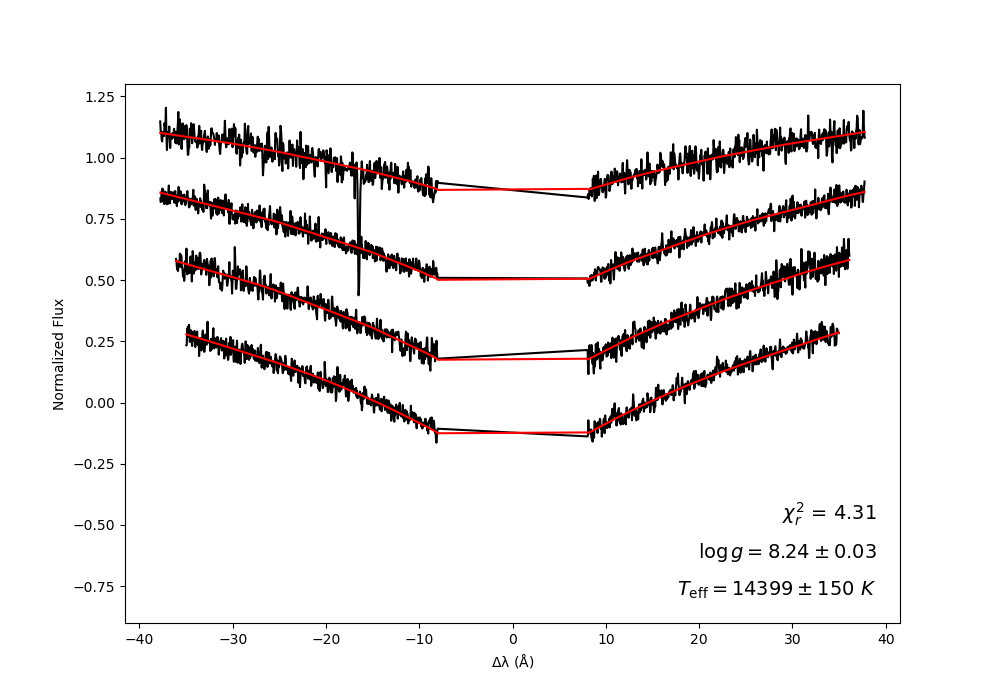 1.25
1.00
0.75
0.50
0.25
0.00
−0.25
−0.50
−0.75
Normalized Flux
χ²ᵣ = 4.31
log g = 8.24 ± 0.03
T_eff = 14399 ± 150 K
−40 −30 −20 −10 0 10 20 30 40
Δλ (Å)